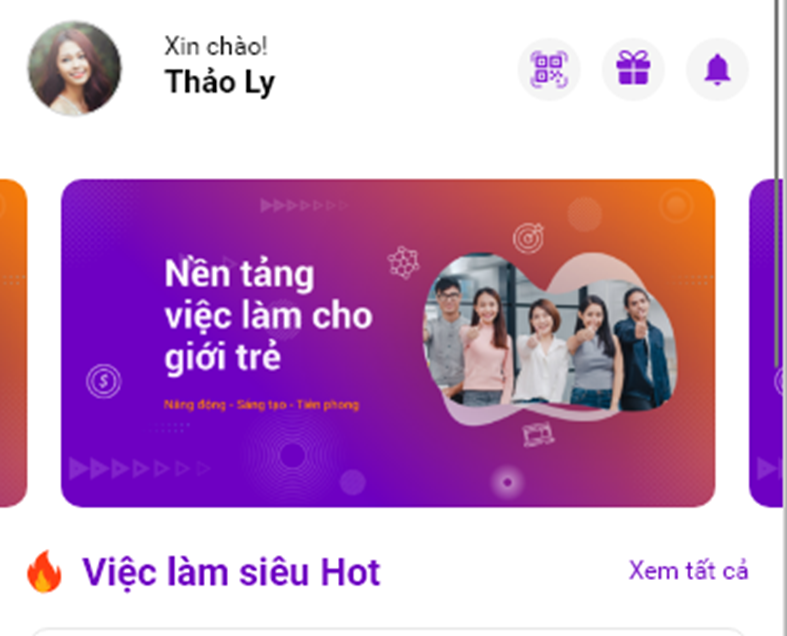 Xin chào!
Thảo Ly
Nền tảng
việc làm cho
giới trẻ
Năng động - Sáng tạo - Tiên phong
Việc làm siêu Hot
Xem tất cả